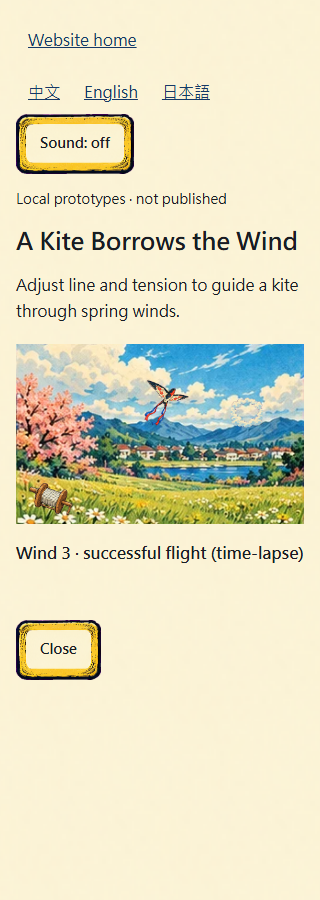 Website home
中文 English 日本語
Sound: off
Local prototypes · not published
A Kite Borrows the Wind
Adjust line and tension to guide a kite
through spring winds.
Wind 3 · successful flight (time-lapse)
Close